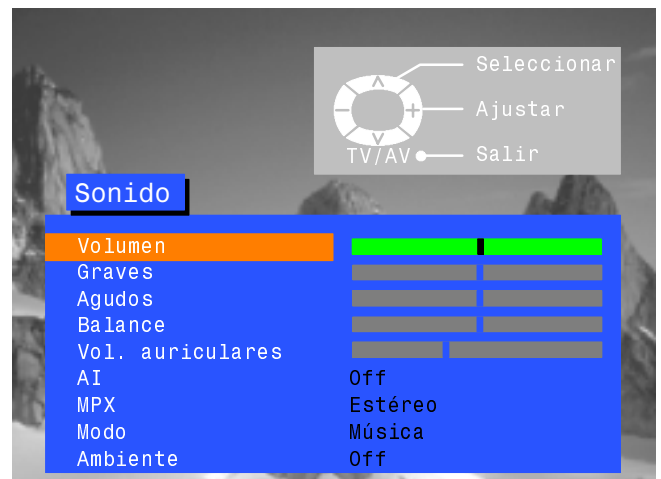 Seleccionar
Ajustar
TV/AV Salir
Sonido
Volumen
Graves
Agudos
Balance
Vol. auriculares
AI Off
MPX Estéreo
Modo Música
Ambiente Off